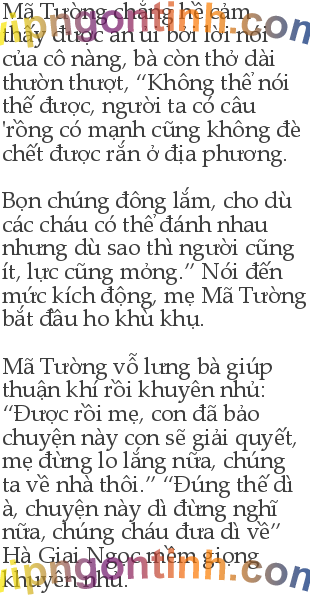 Mã Tường chẳng hề cảm
thấy được an ủi bởi lời nói
của cô nàng, bà còn thở dài
thườn thượt, “Không thể nói
thế được, người ta có câu
'rồng có mạnh cũng không đè
chết được rắn ở địa phương.
Bọn chúng đông lắm, cho dù
các cháu có thể đánh nhau
nhưng dù sao thì người cũng
ít, lực cũng mỏng.” Nói đến
mức kích động, mẹ Mã Tường
bắt đầu ho khù khụ.
Mã Tường vỗ lưng bà giúp
thuận khí rồi khuyên nhủ:
“Được rồi mẹ, con đã bảo
chuyện này con sẽ giải quyết,
mẹ đừng lo lắng nữa, chúng
ta về nhà thôi.” “Đúng thế dì
à, chuyện này dì đừng nghĩ
nữa, chúng cháu đưa dì về”
Hà Giai Ngọc mềm giọng
khuyên nhủ.
vipngontinh.com
vipngontinh.com